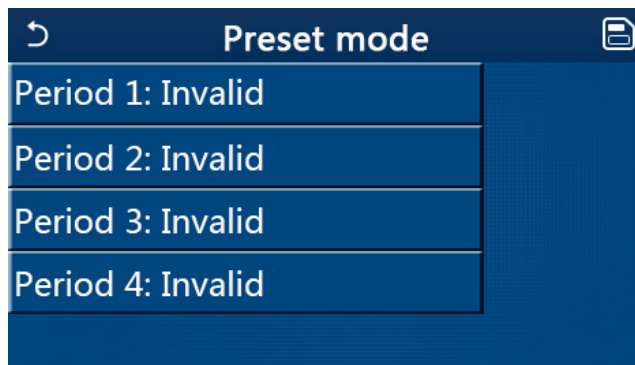 Preset mode
Period 1: Invalid
Period 2: Invalid
Period 3: Invalid
Period 4: Invalid